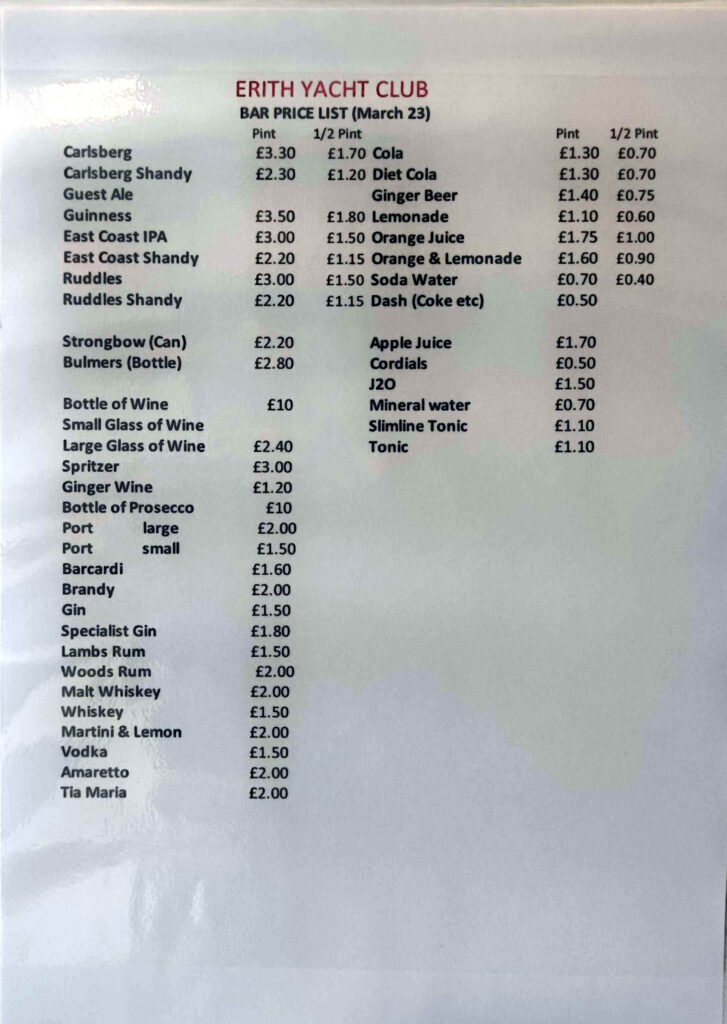 ERITH YACHT CLUB
BAR PRICE LIST (March 23)
Pint 1/2 Pint Pint 1/2 Pint
Carlsberg £3.30 £1.70 Cola £1.30 £0.70
Carlsberg Shandy £2.30 £1.20 Diet Cola £1.30 £0.70
Guest Ale Ginger Beer £1.40 £0.75
Guinness £3.50 £1.80 Lemonade £1.10 £0.60
East Coast IPA £3.00 £1.50 Orange Juice £1.75 £1.00
East Coast Shandy £2.20 £1.15 Orange & Lemonade £1.60 £0.90
Ruddles £3.00 £1.50 Soda Water £0.70 £0.40
Ruddles Shandy £2.20 £1.15 Dash (Coke etc) £0.50
Strongbow (Can) £2.20 Apple Juice £1.70
Bulmers (Bottle) £2.80 Cordials £0.50
J2O £1.50
Bottle of Wine £10 Mineral water £0.70
Small Glass of Wine Slimline Tonic £1.10
Large Glass of Wine £2.40 Tonic £1.10
Spritzer £3.00
Ginger Wine £1.20
Bottle of Prosecco £10
Port large £2.00
Port small £1.50
Barcardi £1.60
Brandy £2.00
Gin £1.50
Specialist Gin £1.80
Lambs Rum £1.50
Woods Rum £2.00
Malt Whiskey £2.00
Whiskey £1.50
Martini & Lemon £2.00
Vodka £1.50
Amaretto £2.00
Tia Maria £2.00